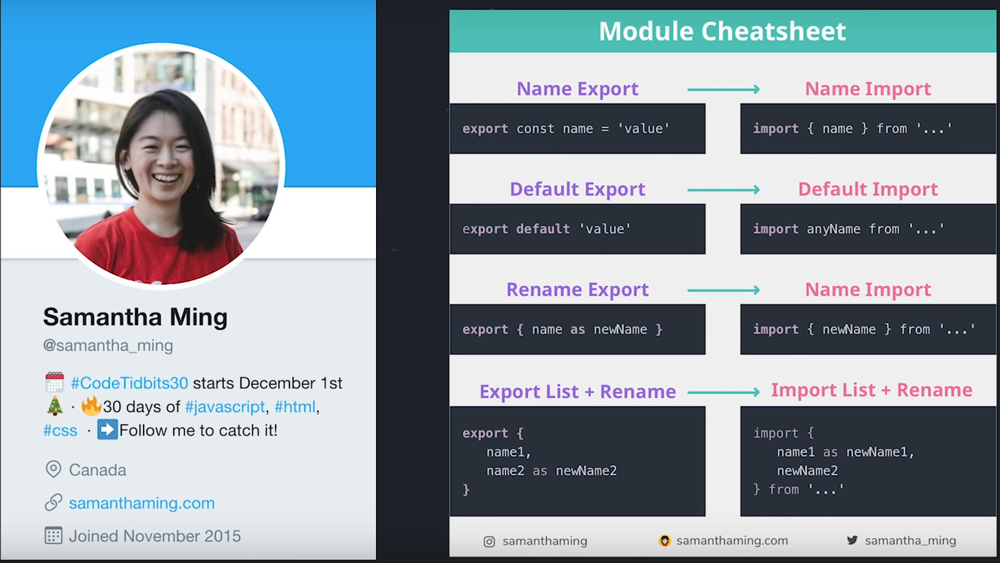 Samantha Ming
@samantha_ming
#CodeTidbits30 starts December 1st
· 30 days of #javascript, #html,
#css · Follow me to catch it!
Canada
samanthaming.com
Joined November 2015
Module Cheatsheet
Name Export
Name Import
export const name = 'value'
import { name } from '...'
Default Export
Default Import
export default 'value'
import anyName from '...'
Rename Export
Name Import
export { name as newName }
import { newName } from '...'
Export List + Rename
Import List + Rename
export {
name1,
name2 as newName2
}
import {
name1 as newName1,
newName2
} from '...'
samanthaming
samanthaming.com
samantha_ming